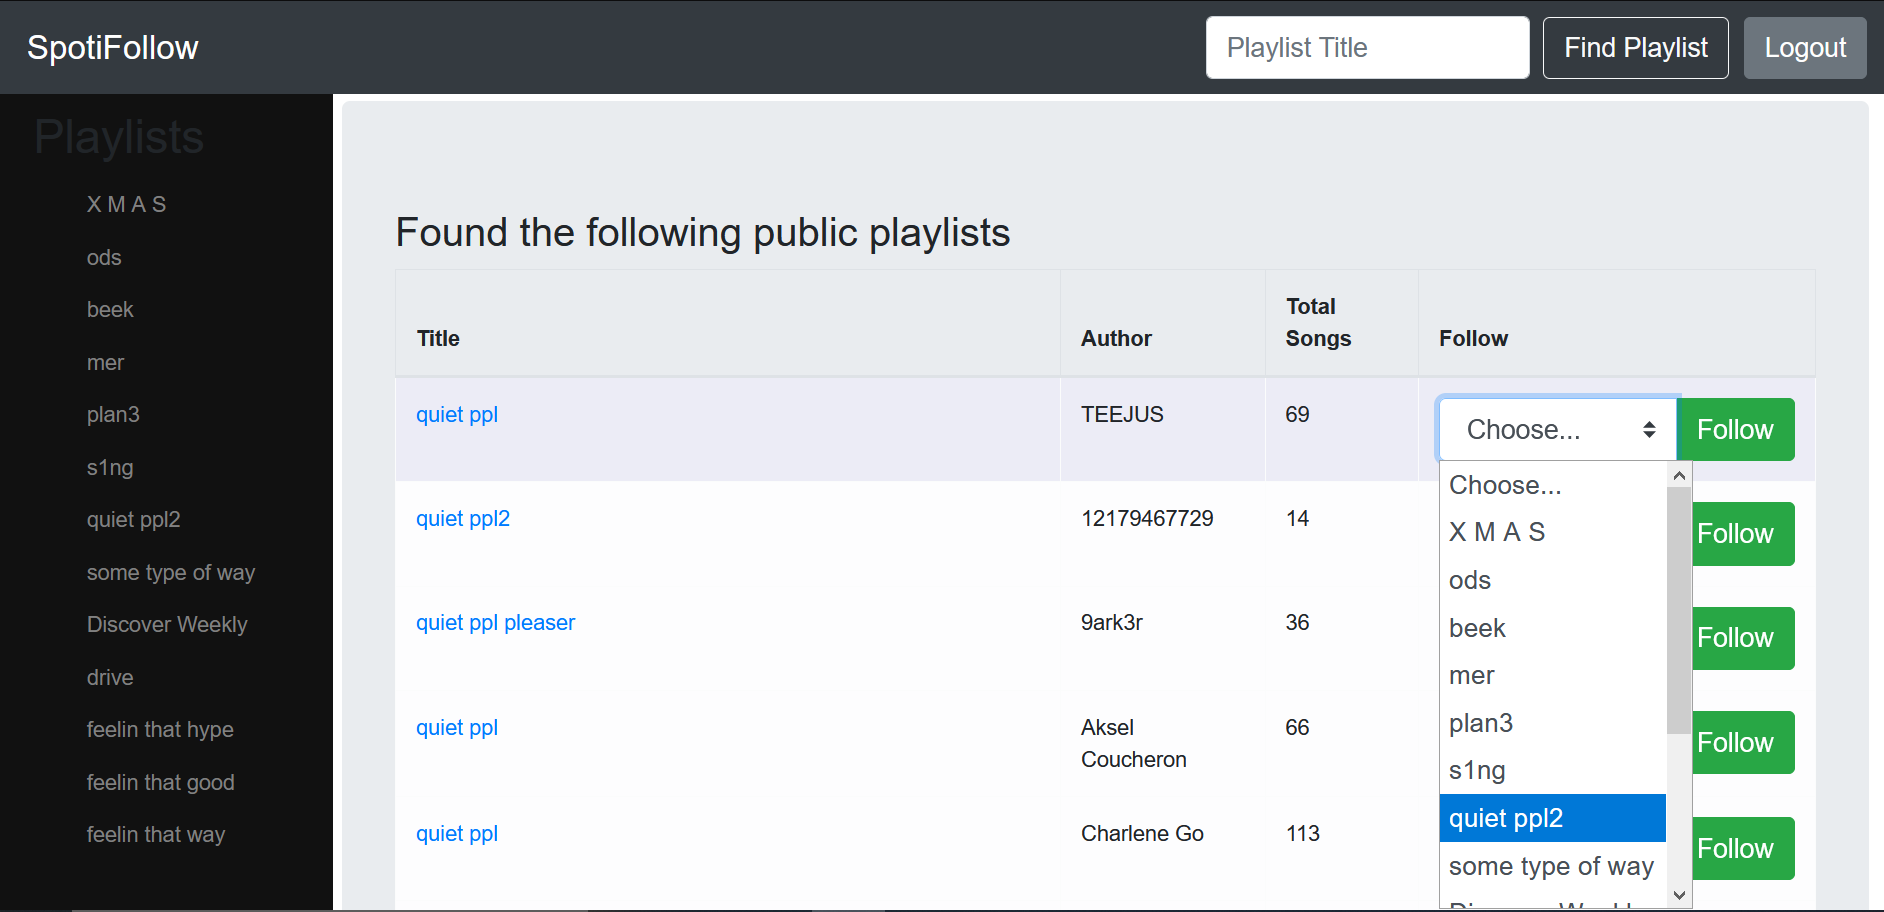 SpotiFollow
Playlist Title
Find Playlist
Logout
Playlists
X M A S
ods
beek
mer
plan3
s1ng
quiet ppl2
some type of way
Discover Weekly
drive
feelin that hype
feelin that good
feelin that way
Found the following public playlists
Title Author Total Songs Follow
quiet ppl TEEJUS 69 Choose... Follow
quiet ppl2 12179467729 14 Follow
quiet ppl pleaser 9ark3r 36 Follow
quiet ppl Aksel Coucheron 66 Follow
quiet ppl Charlene Go 113 Follow
Choose...
X M A S
ods
beek
mer
plan3
s1ng
quiet ppl2
some type of way